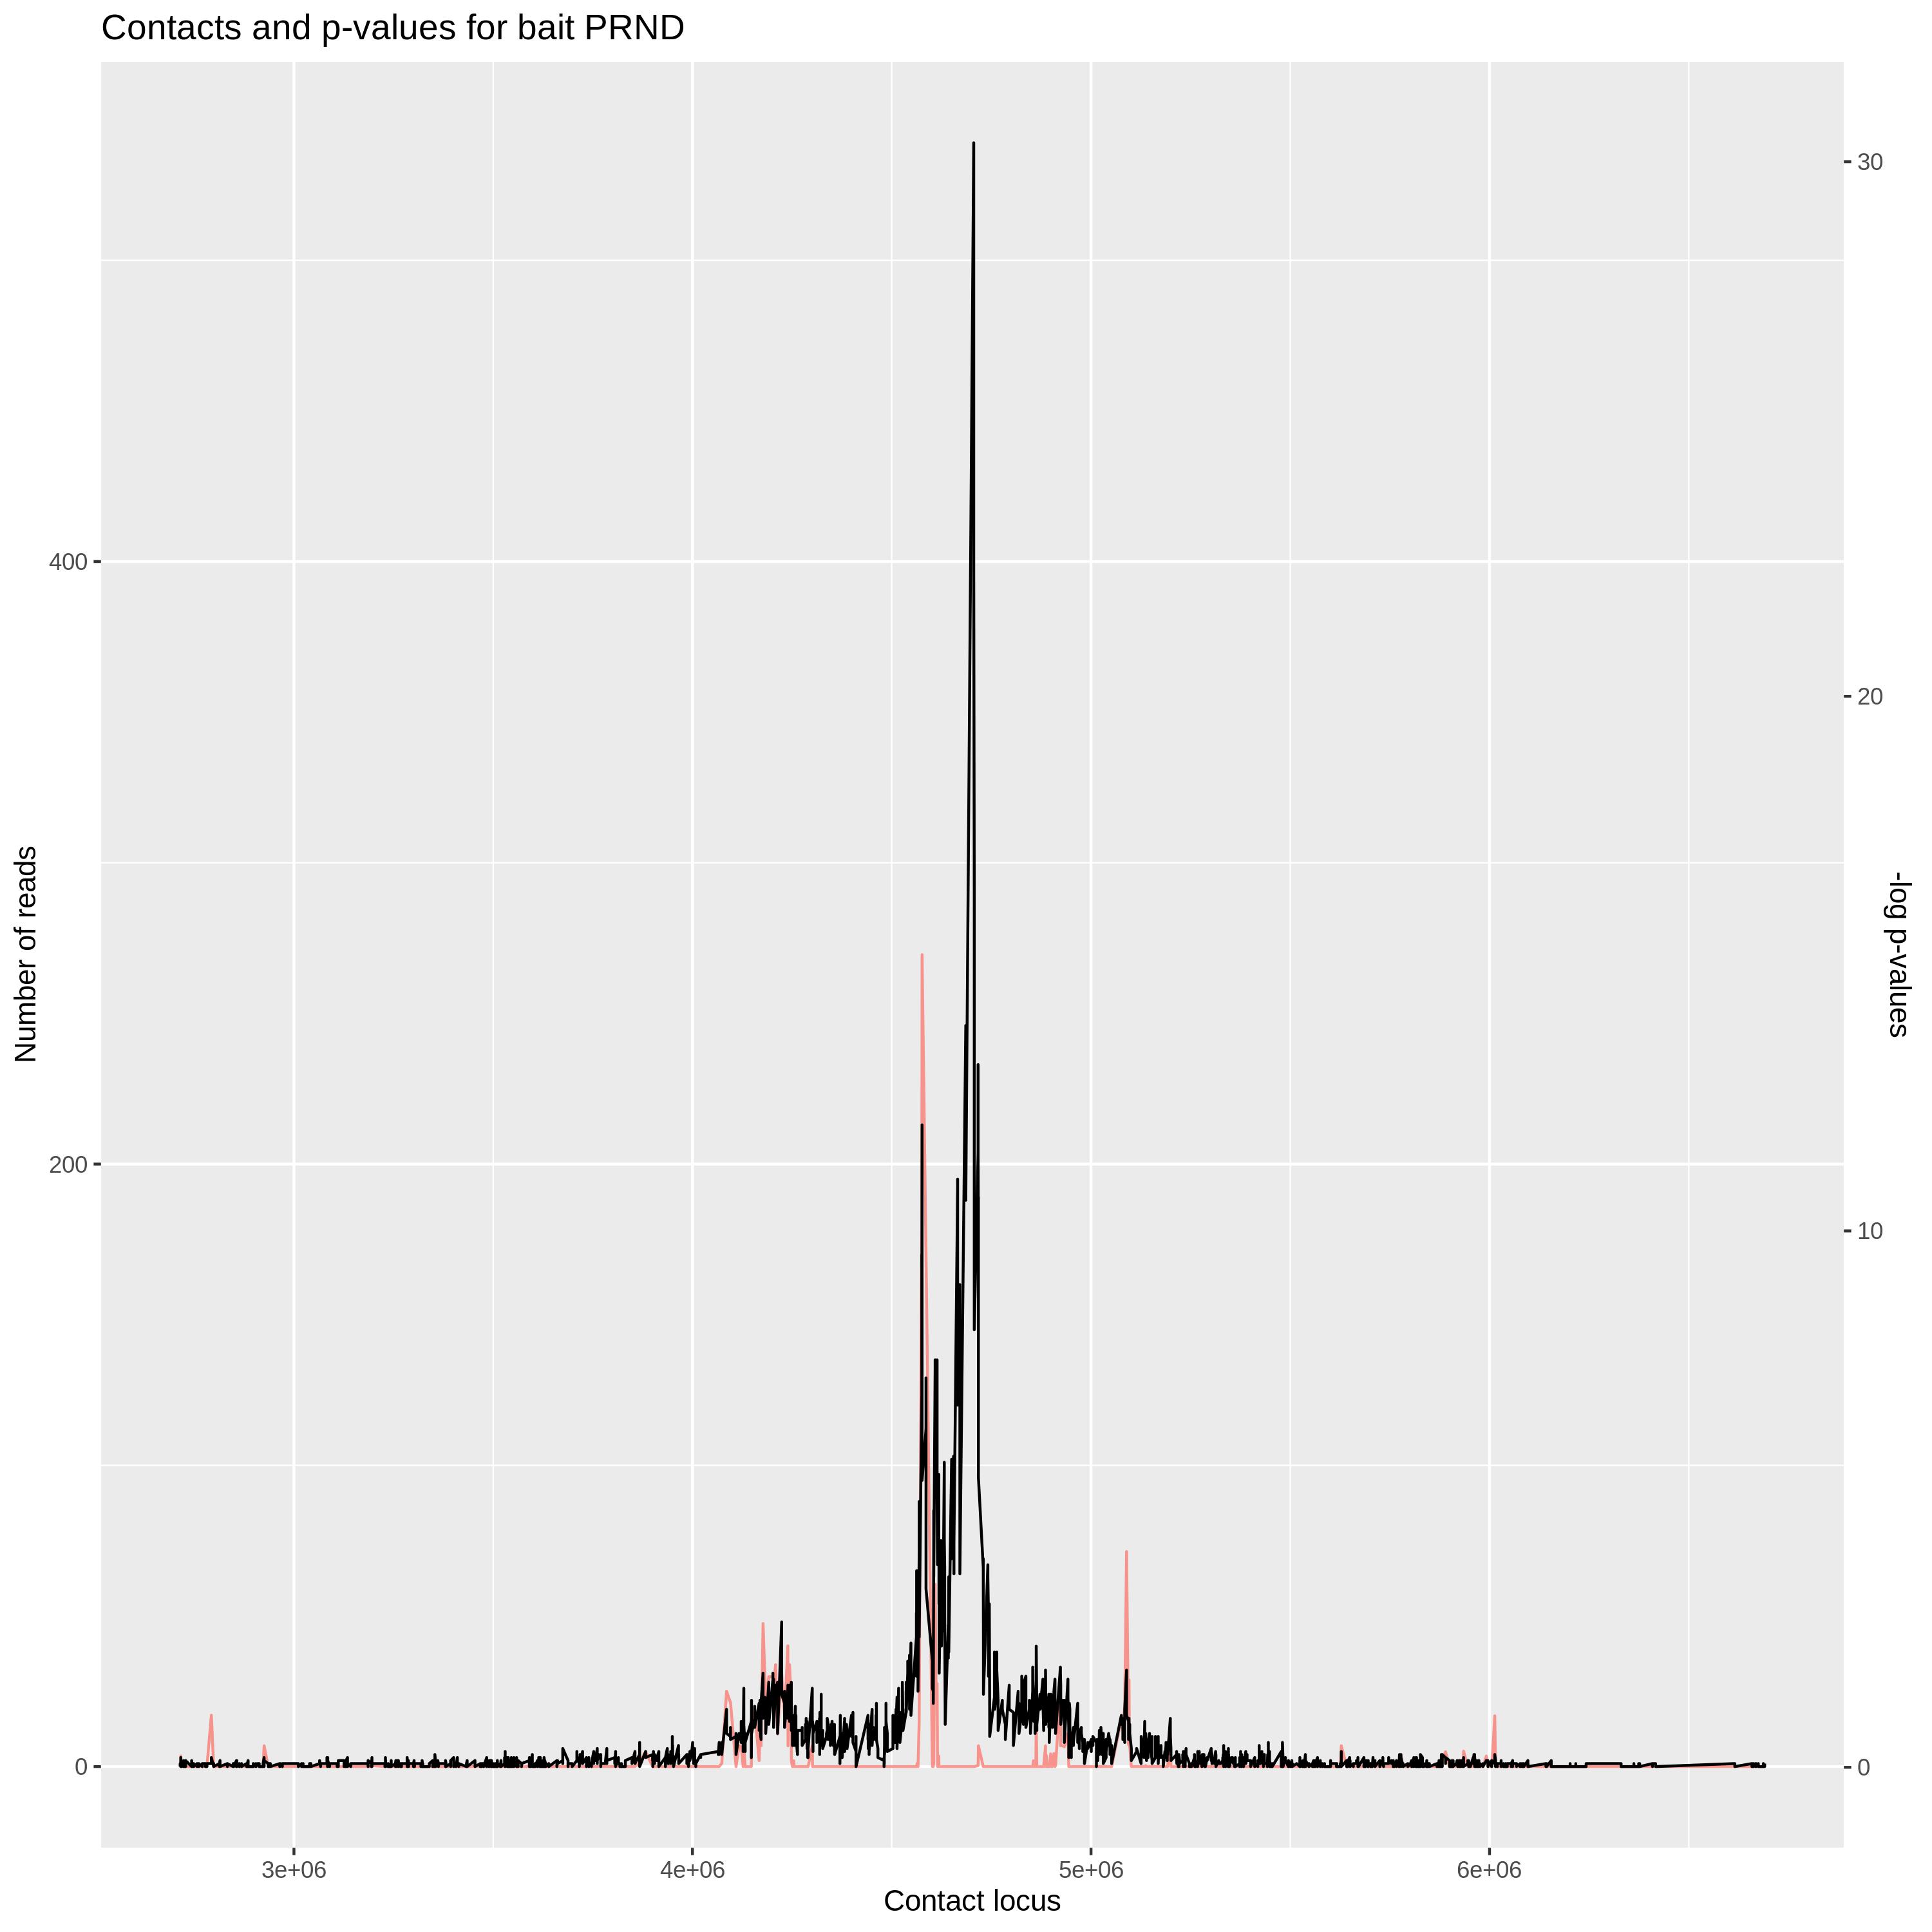 Contacts and p-values for bait PRND
Number of reads
400
200
0
30
20
10
0
-log p-values
3e+06
4e+06
5e+06
6e+06
Contact locus